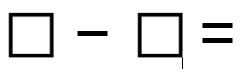 □ − □ =